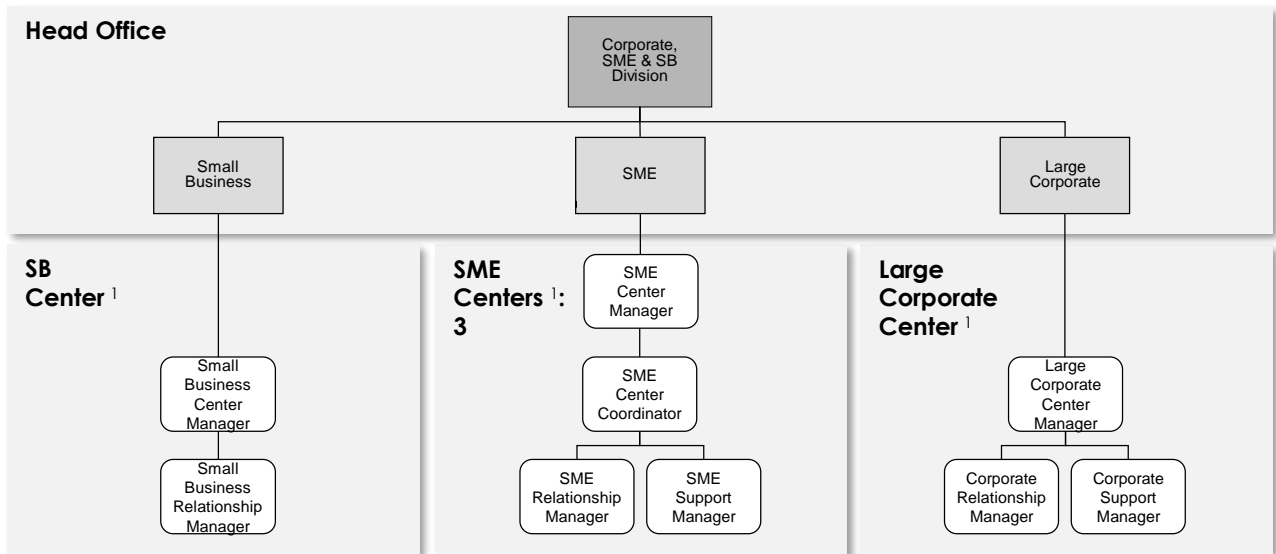 Head Office
Corporate,
SME & SB
Division
Small
Business
SME
Large
Corporate
SB
Center 1
SME
Centers 1:
3
Large
Corporate
Center 1
SME
Center
Manager
Small
Business
Center
Manager
SME
Center
Coordinator
Large
Corporate
Center
Manager
Small
Business
Relationship
Manager
SME
Relationship
Manager
SME
Support
Manager
Corporate
Relationship
Manager
Corporate
Support
Manager